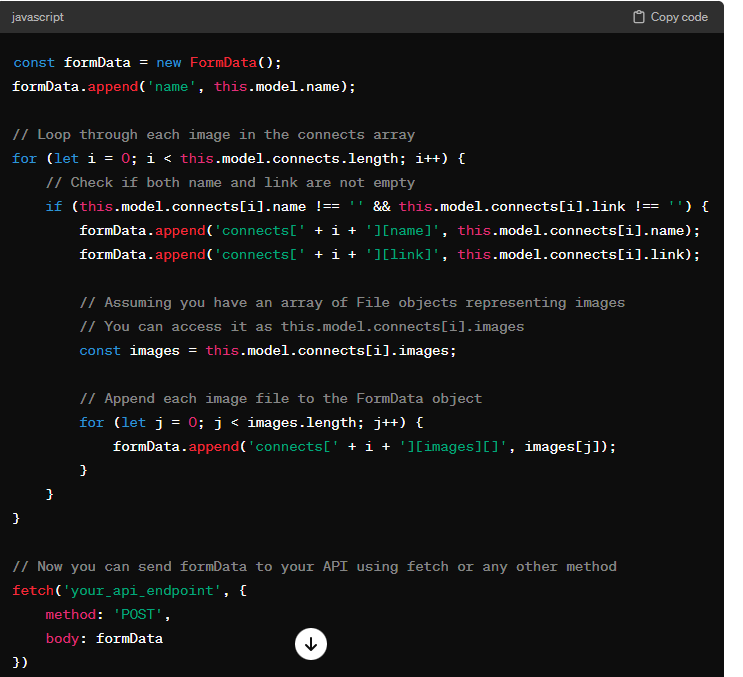 javascript
Copy code
const formData = new FormData();
formData.append('name', this.model.name);
// Loop through each image in the connects array
for (let i = 0; i < this.model.connects.length; i++) {
    // Check if both name and link are not empty
    if (this.model.connects[i].name !== '' && this.model.connects[i].link !== '') {
        formData.append('connects[' + i + '][name]', this.model.connects[i].name);
        formData.append('connects[' + i + '][link]', this.model.connects[i].link);
        // Assuming you have an array of File objects representing images
        // You can access it as this.model.connects[i].images
        const images = this.model.connects[i].images;
        // Append each image file to the FormData object
        for (let j = 0; j < images.length; j++) {
            formData.append('connects[' + i + '][images][]', images[j]);
        }
    }
}
// Now you can send formData to your API using fetch or any other method
fetch('your_api_endpoint', {
    method: 'POST',
    body: formData
})